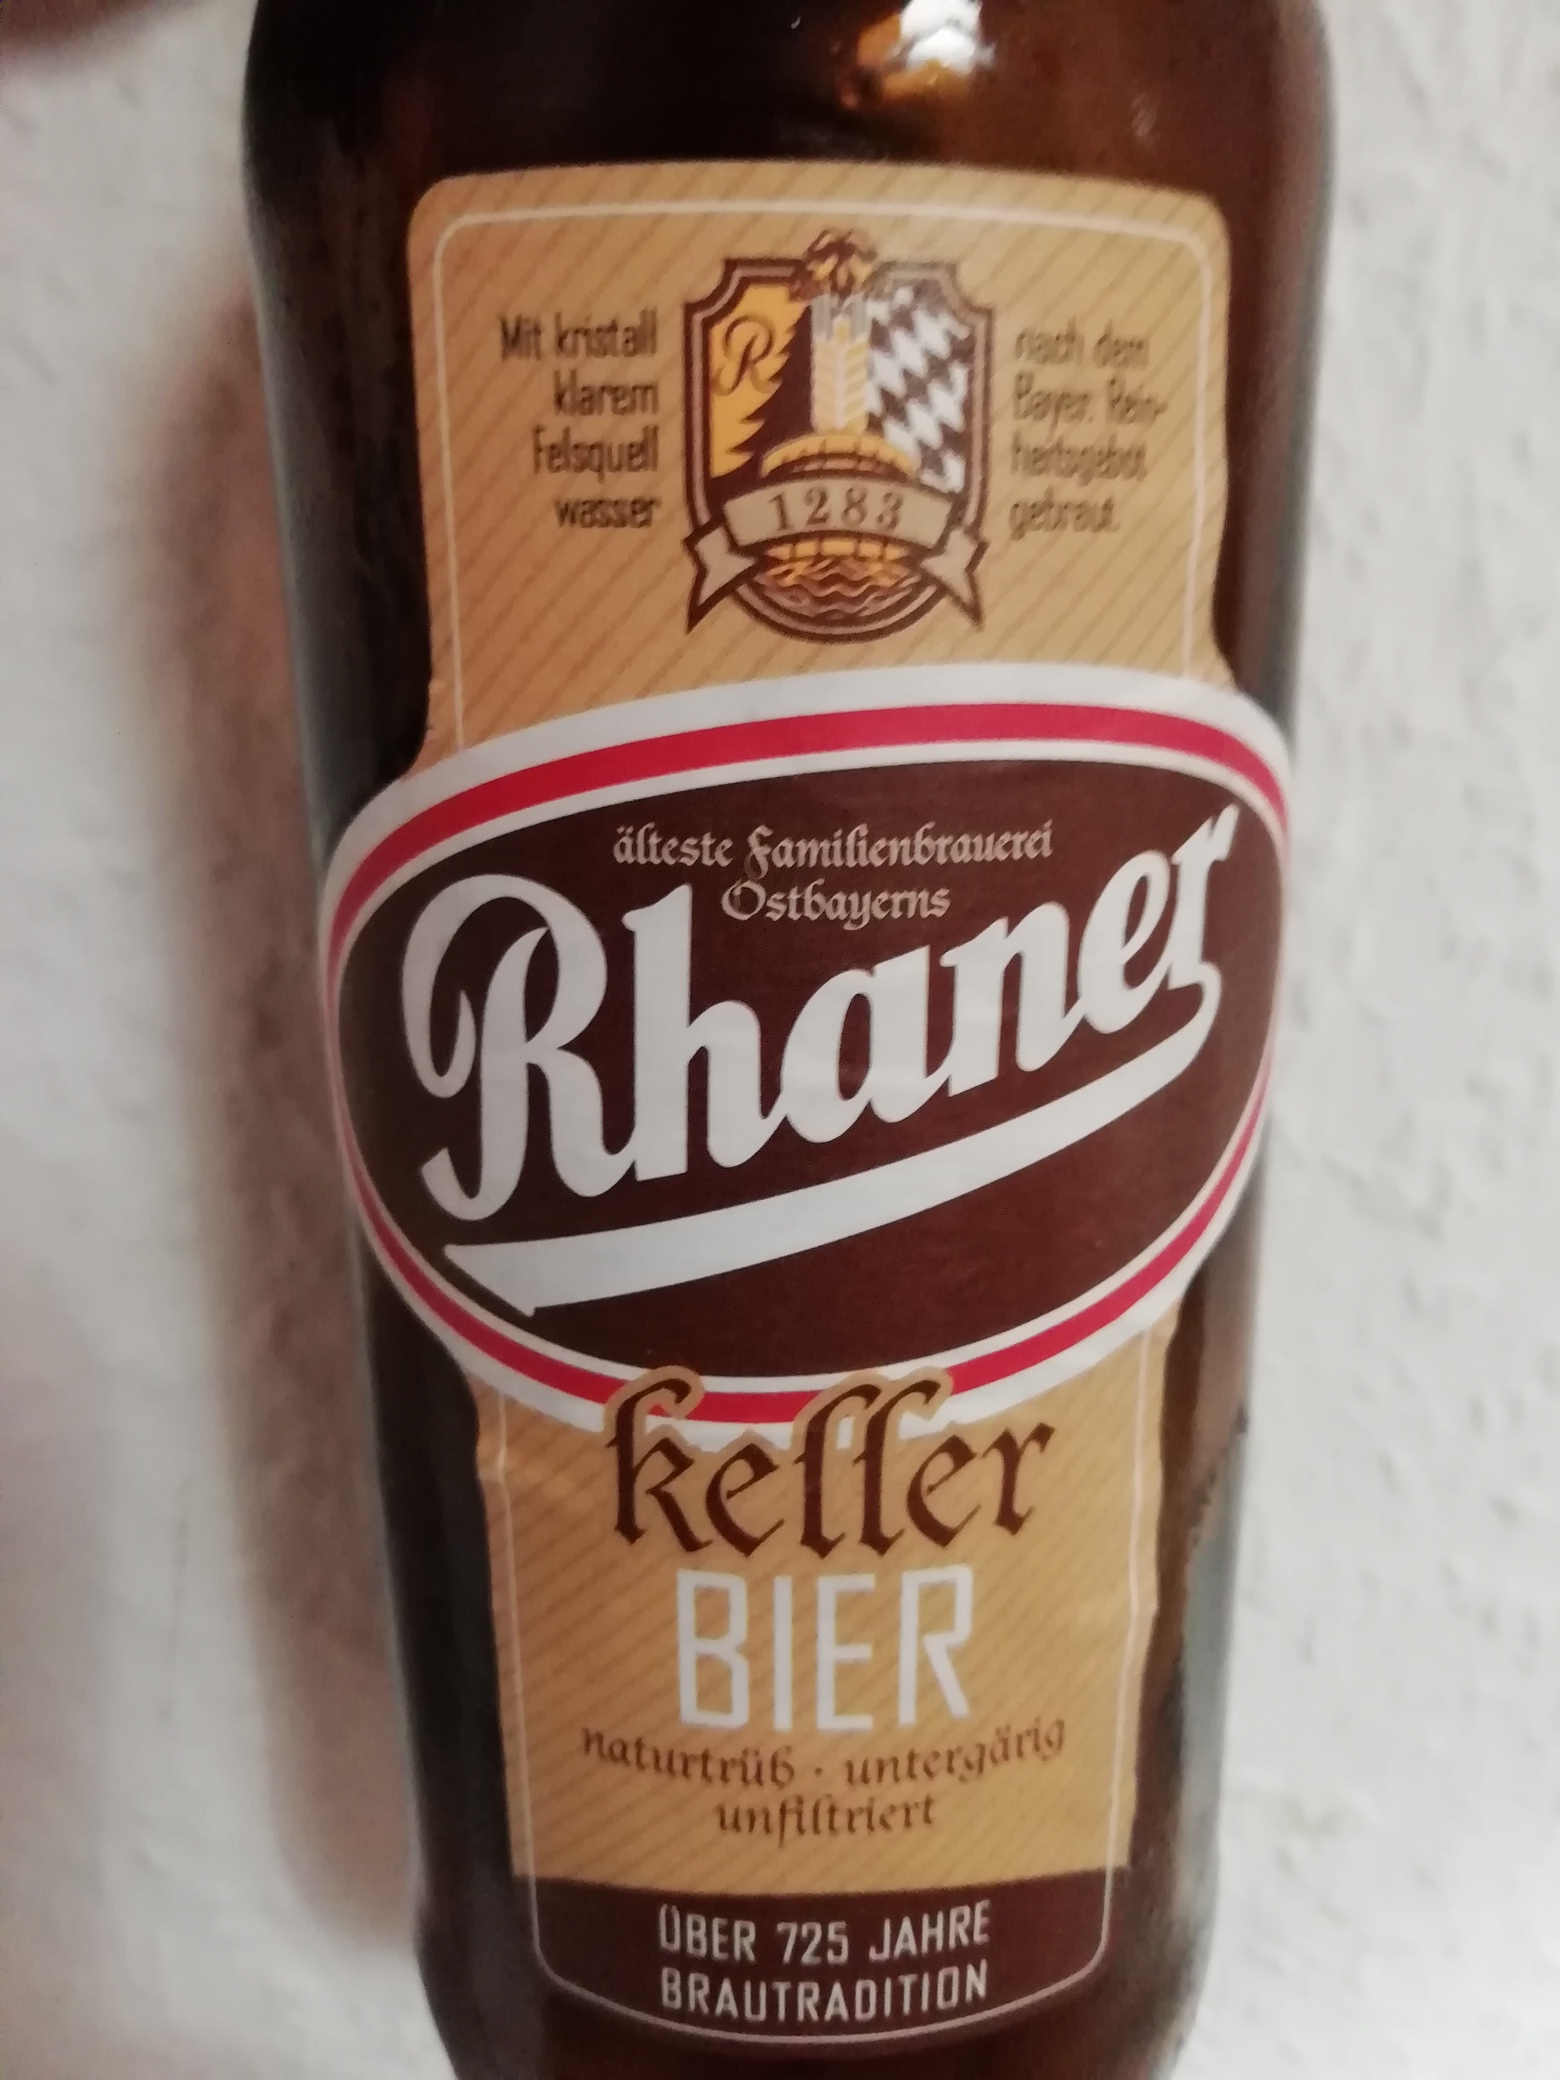 Mit kristall
klarem
Felsquell
wasser
R
1283
nach dem
Bayer. Rein-
heitsgebot
gebraut.
älteste Familienbrauerei
Ostbayerns
Rhaner
keller
BIER
naturtrüb · untergärig
unfiltriert
ÜBER 725 JAHRE
BRAUTRADITION